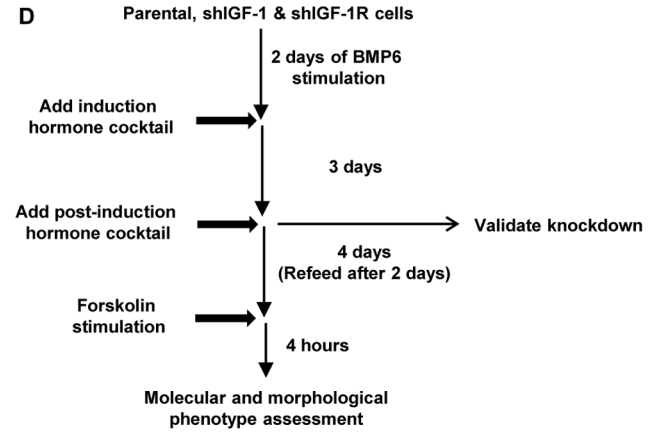 D
Parental, shIGF-1 & shIGF-1R cells
2 days of BMP6
stimulation
Add induction
hormone cocktail
3 days
Add post-induction
hormone cocktail
Validate knockdown
4 days
(Refeed after 2 days)
Forskolin
stimulation
4 hours
Molecular and morphological
phenotype assessment